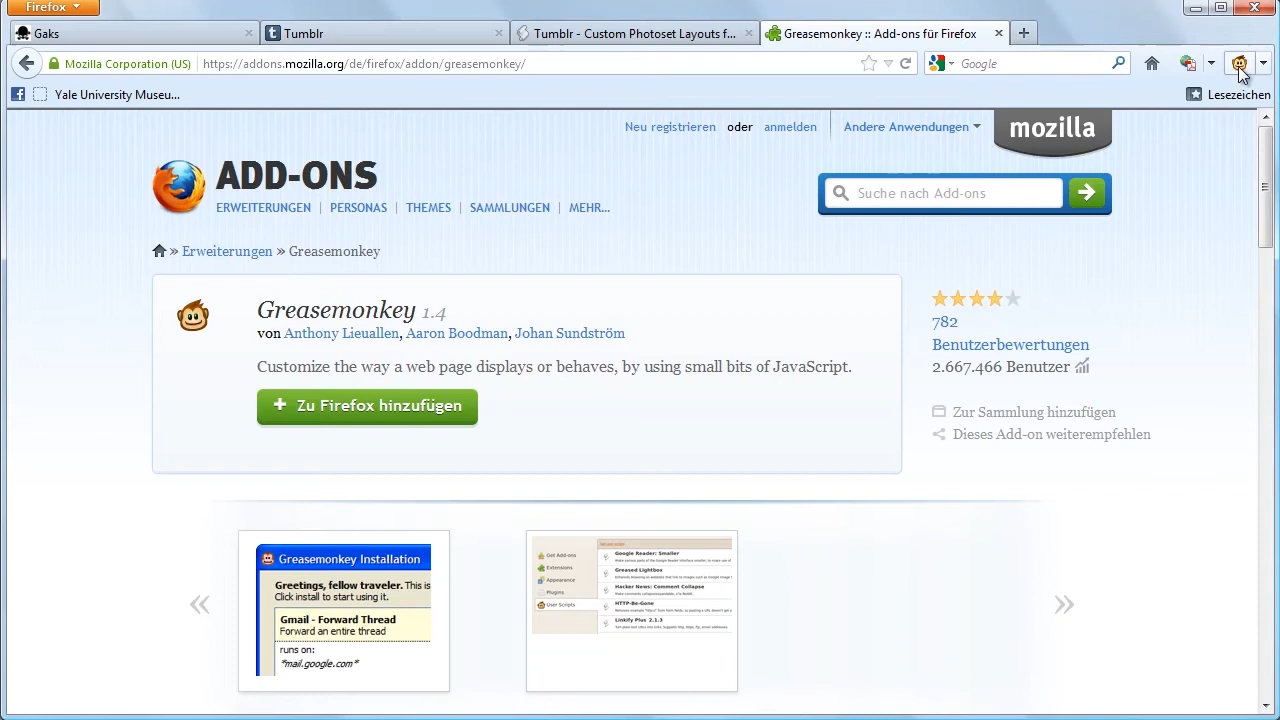 Firefox
Gaks
Tumblr
Tumblr - Custom Photoset Layouts f...
Greasemonkey :: Add-ons für Firefox
Mozilla Corporation (US)
https://addons.mozilla.org/de/firefox/addon/greasemonkey/
Google
Yale University Museu...
Lesezeichen
Neu registrieren oder anmelden
Andere Anwendungen
mozilla
ADD-ONS
ERWEITERUNGEN
PERSONAS
THEMES
SAMMLUNGEN
MEHR...
Suche nach Add-ons
» Erweiterungen » Greasemonkey
Greasemonkey 1.4
von Anthony Lieuallen, Aaron Boodman, Johan Sundström
Customize the way a web page displays or behaves, by using small bits of JavaScript.
+ Zu Firefox hinzufügen
782
Benutzerbewertungen
2.667.466 Benutzer
Zur Sammlung hinzufügen
Dieses Add-on weiterempfehlen
Greasemonkey Installation
Greetings, fellow traveler
Click install to start using it.
Gmail - Forward Thread
Forward an entire thread
runs on:
*mail.google.com*
Get Add-ons
Extensions
Appearance
Plugins
User Scripts
Google Reader: Smaller
Greased Lightbox
Hacker News: Comment Collapse
HTTP-Be-Gone
Linkify Plus 2.1.3